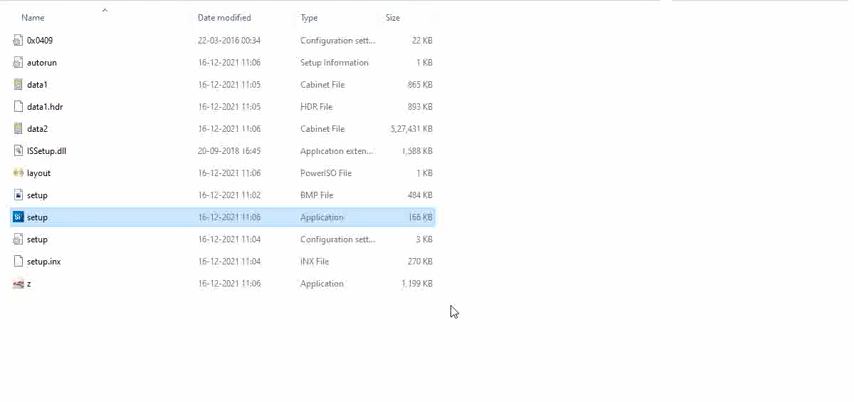 Name Date modified Type Size
0x0409 22-03-2016 00:34 Configuration sett... 22 KB
autorun 16-12-2021 11:06 Setup Information 1 KB
data1 16-12-2021 11:05 Cabinet File 865 KB
data1.hdr 16-12-2021 11:05 HDR File 893 KB
data2 16-12-2021 11:06 Cabinet File 5,27,431 KB
ISSetup.dll 20-09-2018 16:45 Application exten... 1,588 KB
layout 16-12-2021 11:06 PowerISO File 1 KB
setup 16-12-2021 11:02 BMP File 484 KB
setup 16-12-2021 11:06 Application 166 KB
setup 16-12-2021 11:04 Configuration sett... 3 KB
setup.inx 16-12-2021 11:04 INX File 270 KB
z 16-12-2021 11:06 Application 1,199 KB